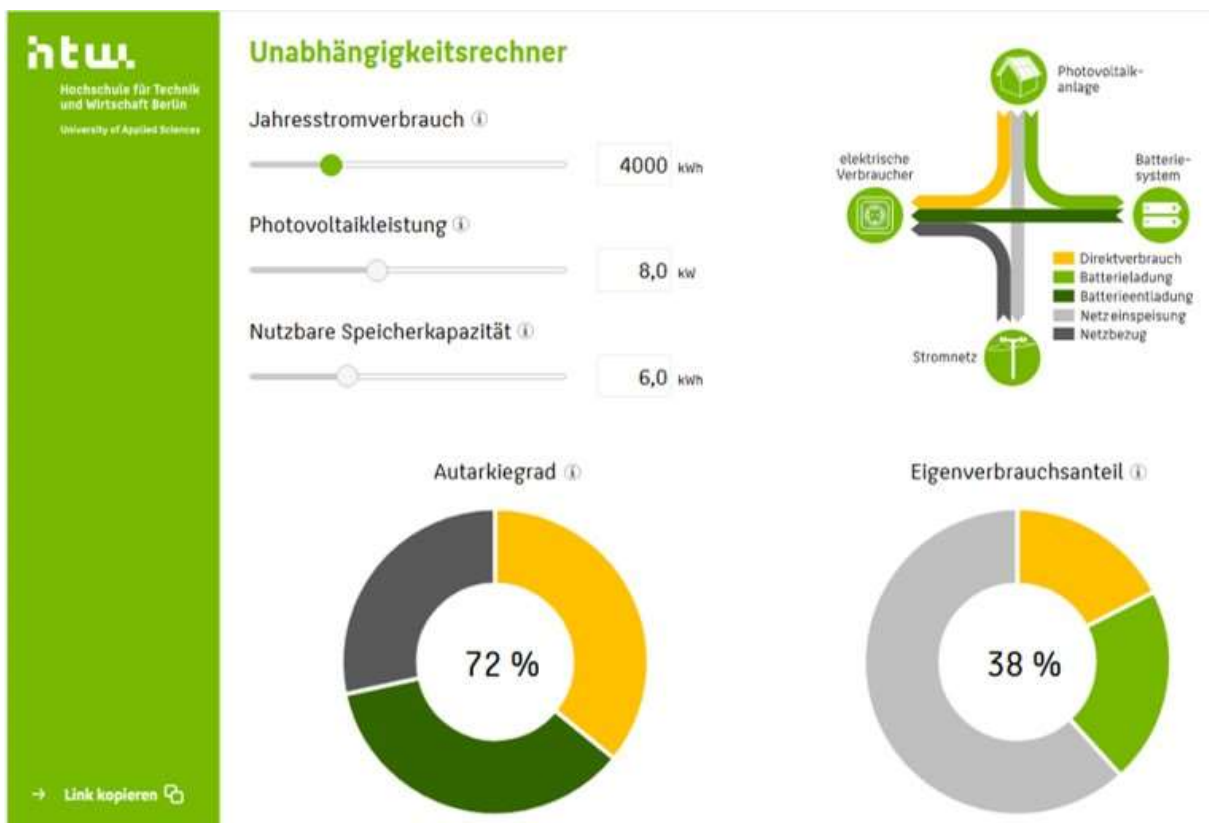 htw.
Hochschule für Technik
und Wirtschaft Berlin
University of Applied Sciences
Unabhängigkeitsrechner
Jahresstromverbrauch
4000 kWh
Photovoltaikleistung
8,0 kW
Nutzbare Speicherkapazität
6,0 kWh
Photovoltaik-
anlage
elektrische
Verbraucher
Batterie-
system
Direktverbrauch
Batterieladung
Batterieentladung
Netzeinspeisung
Netzbezug
Stromnetz
Autarkiegrad
72 %
Eigenverbrauchsanteil
38 %
→ Link kopieren